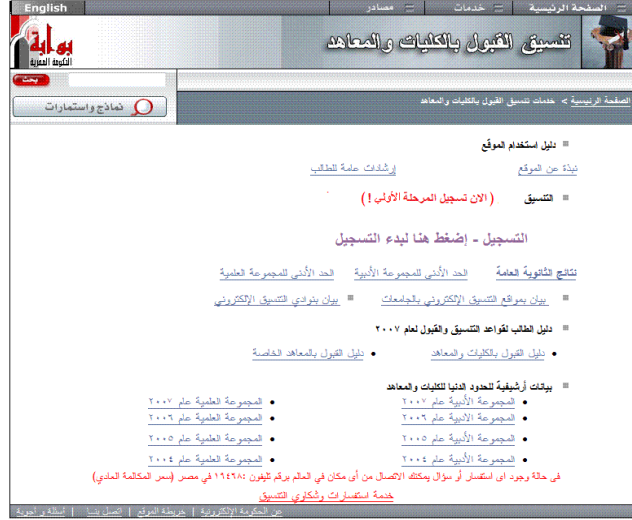 الصفحة الرئيسية خدمات مصادر English
تنسيق القبول بالكليات والمعاهد
بوابة
الحكومة المصرية
بحث
نماذج واستمارات
الصفحة الرئيسية > خدمات تنسيق القبول بالكليات والمعاهد
دليل استخدام الموقع
نبذة عن الموقع إرشادات عامة للطالب
التنسيق ( الان تسجيل المرحلة الأولي ! )
التسجيل - إضغط هنا لبدء التسجيل
نتائج الثانوية العامة الحد الأدنى للمجموعة الأدبية الحد الأدنى للمجموعة العلمية
بيان بمواقع التنسيق الإلكتروني بالجامعات بيان بنوادي التنسيق الإلكتروني
دليل الطالب لقواعد التنسيق والقبول لعام ٢٠٠٧
• دليل القبول بالكليات والمعاهد • دليل القبول بالمعاهد الخاصة
بيانات أرشيفية للحدود الدنيا للكليات والمعاهد
• المجموعة الأدبية عام ٢٠٠٧ • المجموعة العلمية عام ٢٠٠٧
• المجموعة الادبية عام ٢٠٠٦ • المجموعة العلمية عام ٢٠٠٦
• المجموعة الأدبية عام ٢٠٠٥ • المجموعة العلمية عام ٢٠٠٥
• المجموعة الأدبية عام ٢٠٠٤ • المجموعة العلمية عام ٢٠٠٤
فى حالة وجود اى استفسار أو سؤال يمكنك الاتصال من أى مكان في العالم برقم تليفون :١٩٤٦٨ في مصر (سعر المكالمة العادي)
خدمة استفسارات وشكاوي التنسيق
عن الحكومة الإلكترونية | خريطة الموقع | اتصل بنا | أسئلة و أجوبة